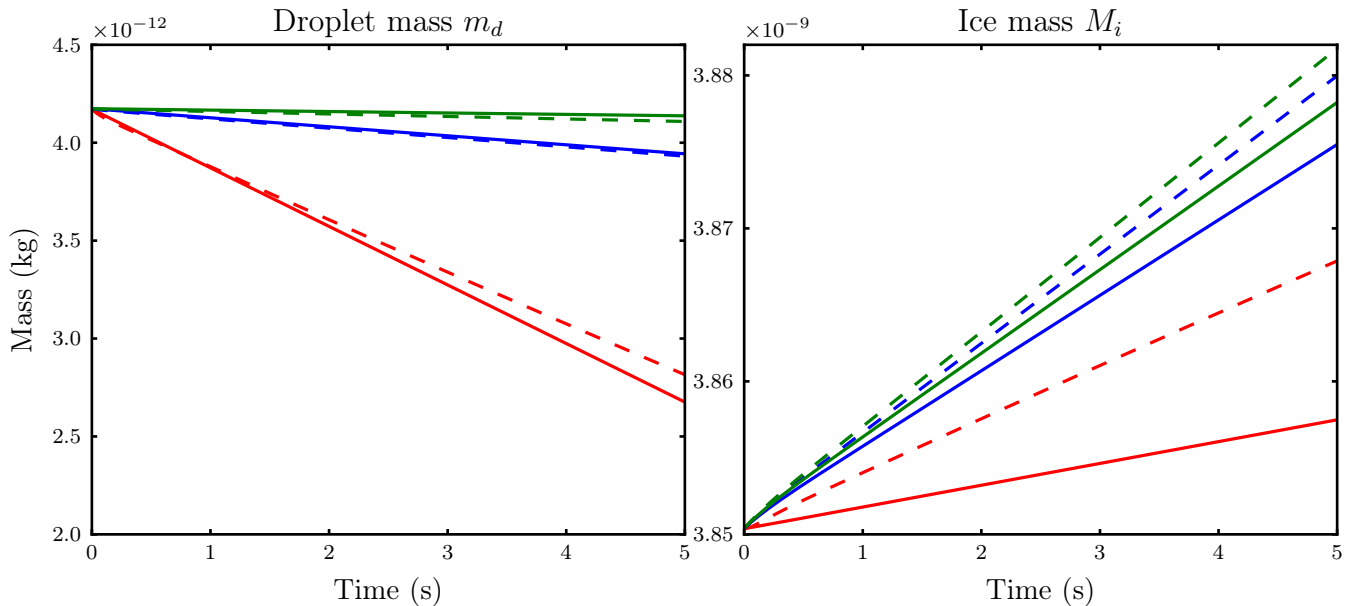 Droplet mass m_d
×10⁻¹²
4.5
4.0
3.5
3.0
2.5
2.0
Mass (kg)
0 1 2 3 4 5
Time (s)
Ice mass M_i
×10⁻⁹
3.88
3.87
3.86
3.85
0 1 2 3 4 5
Time (s)